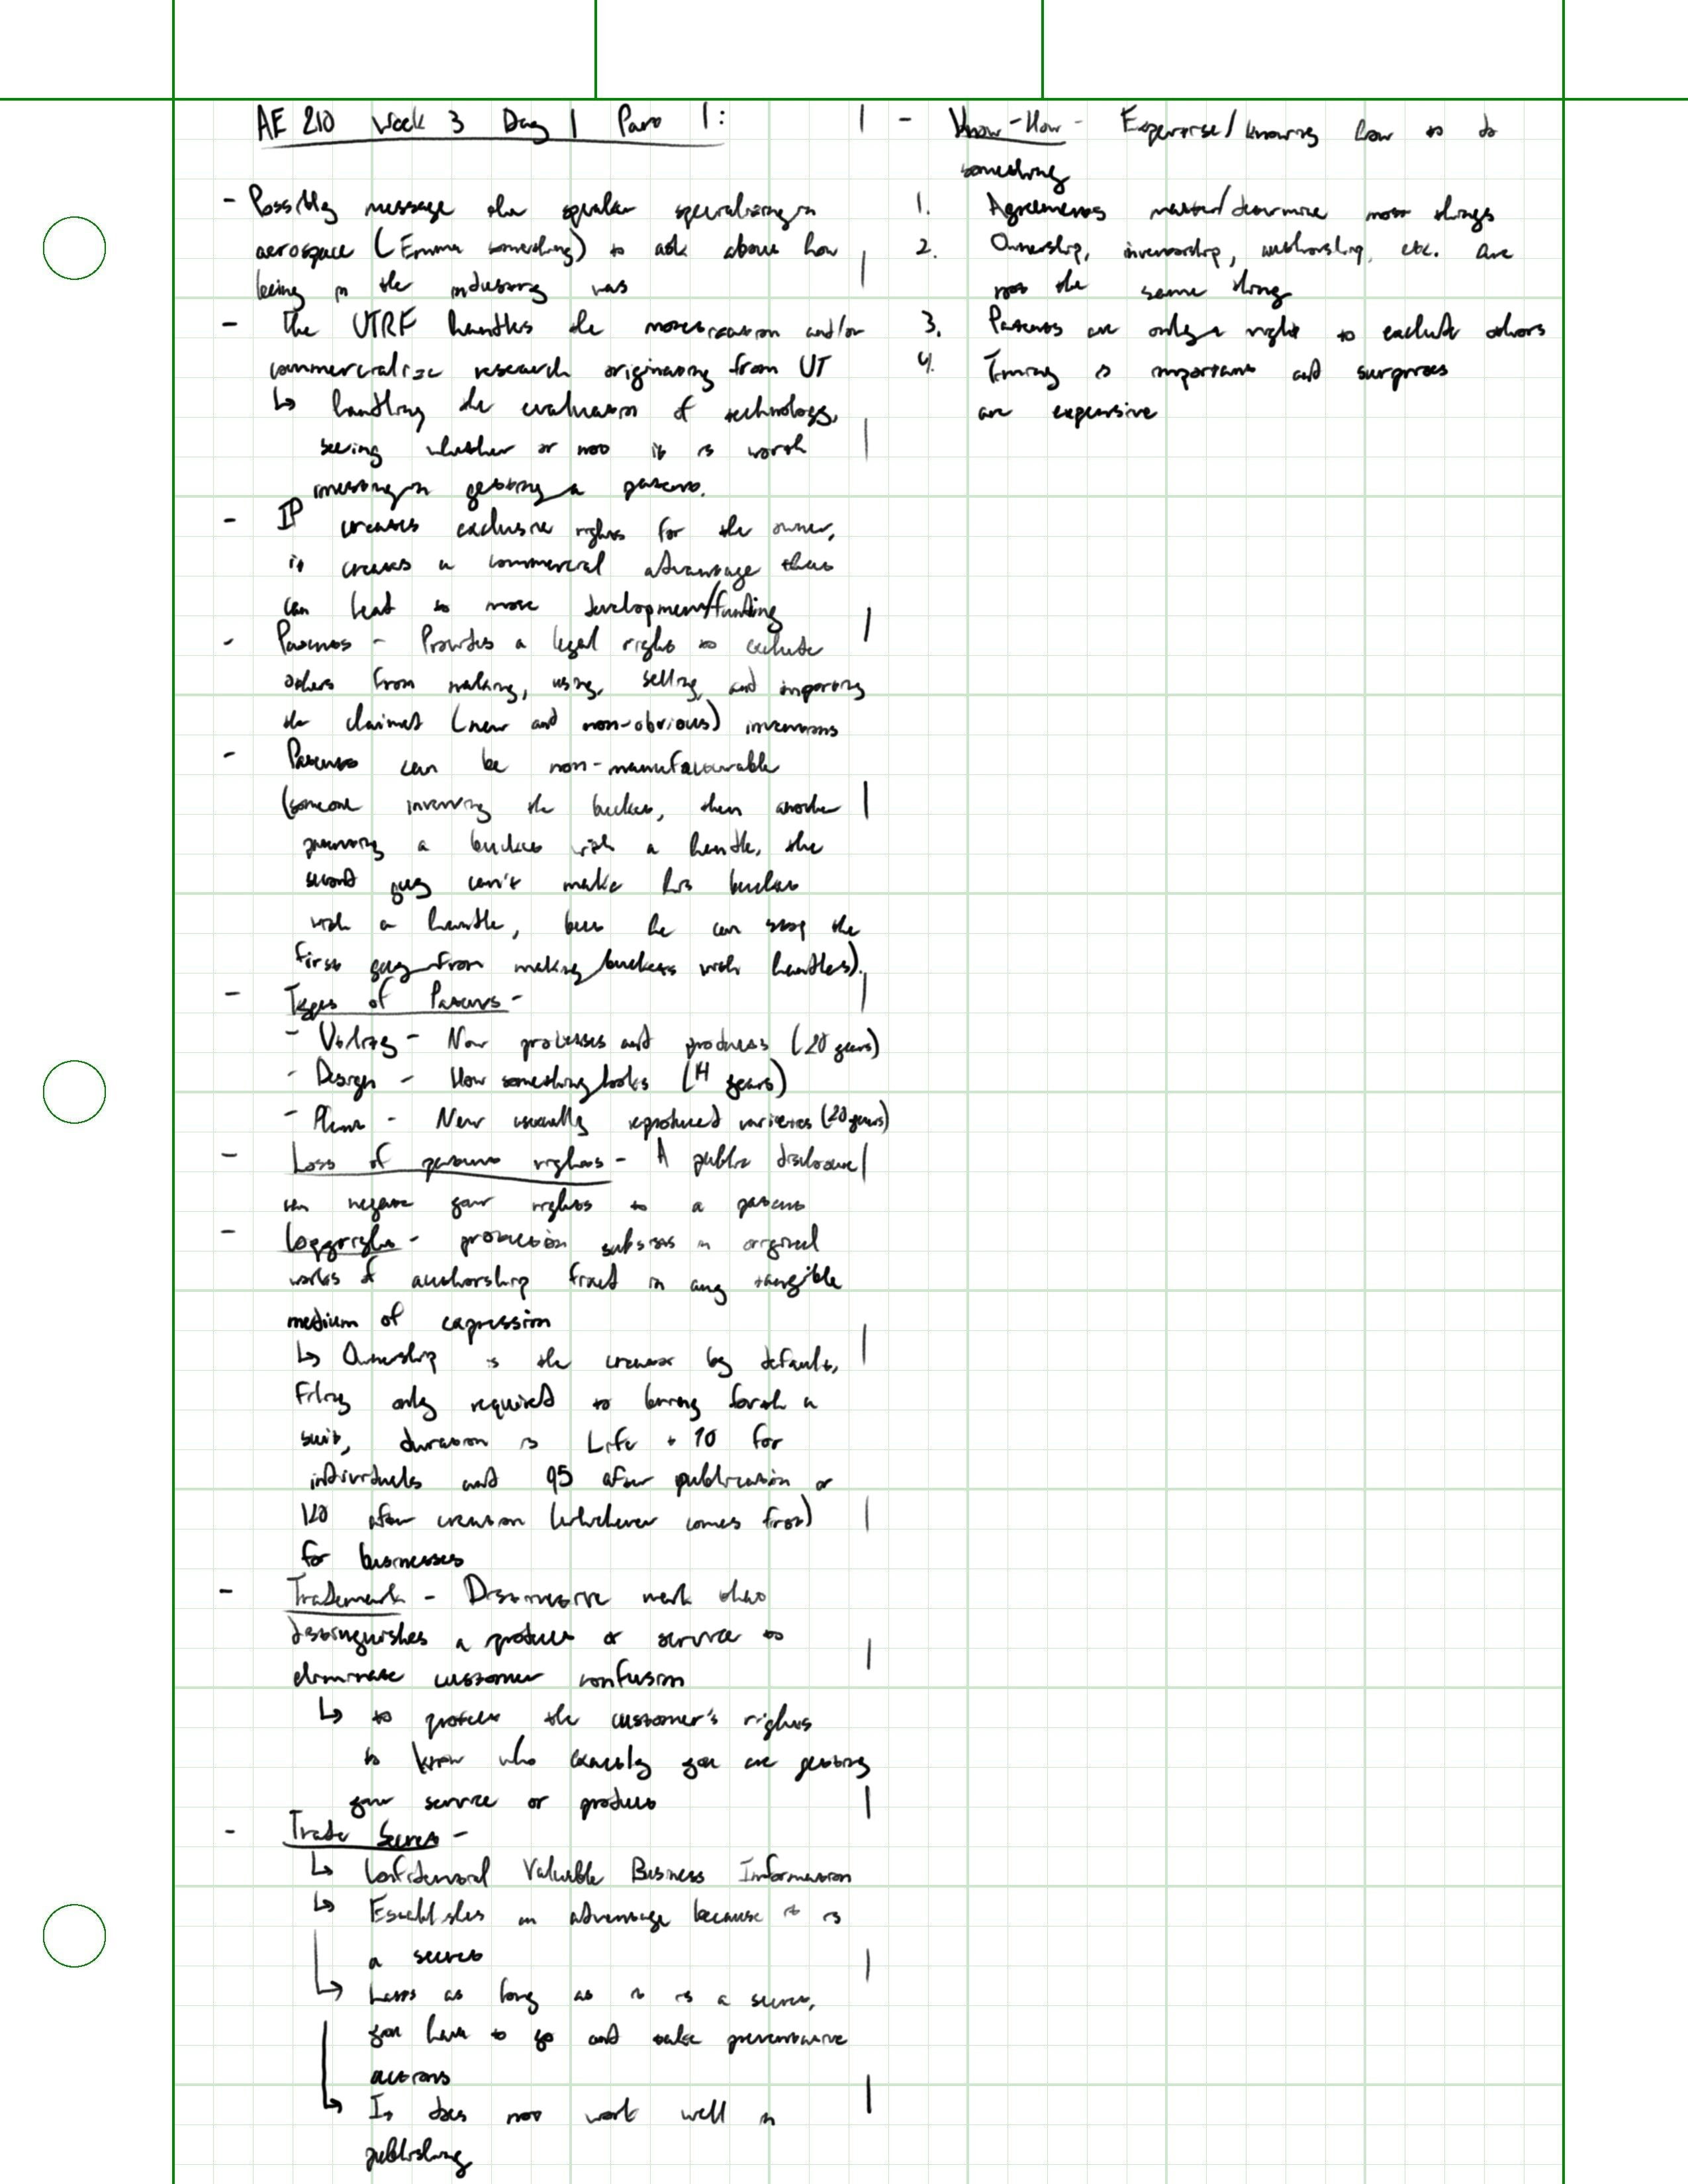 AE 210 Week 3 Day 1 Part 1:
- Possibly message the speaker specializing in
aerospace (Emma something) to ask about how
being in the industry was
- The UTRF handles the monetization and/or
commercialize research originating from UT
↳ handling the evaluation of technology,
seeing whether or not it is worth
investing in getting a patent.
- IP creates exclusive rights for the owner,
it creates a commercial advantage that
can lead to more development/funding
- Patents - Provides a legal right to exclude
others from making, using, selling, and importing
the claimed (new and non-obvious) inventions
- Patents can be non-manufacturable
(someone inventing the bucket, then another
patenting a bucket with a handle, the
second guy can't make his bucket
with a handle, but he can stop the
first guy from making buckets with handles).
- Types of Patents -
- Utility - New processes and products (20 years)
- Design - How something looks (14 years)
- Plant - New usually reproduced varieties (20 years)
- Loss of patent rights - A public disclosure
can negate your rights to a patent
- Copyright - protection subsists in original
works of authorship fixed in any tangible
medium of expression
↳ Ownership is the creator by default,
Filing only required to bring forth a
suit, duration is Life + 70 for
individuals and 95 after publication or
120 after creation (whichever comes first)
for businesses
- Trademark - Distinctive mark that
distinguishes a product or service to
eliminate customer confusion
↳ to protect the customer's rights
to know who exactly you are getting
your service or product
- Trade Secret -
↳ Confidential Valuable Business Information
↳ Establishes an advantage because it is
a secret
↳ Lasts as long as it is a secret,
you have to go and take preventative
actions
↳ It does not work well in
publishing
- Know-How - Expertise/knowing how to do
something
1. Agreements matter/determine most things
2. Ownership, inventorship, authorship, etc. are
not the same thing
3. Patents are only a right to exclude others
4. Timing is important and surprises
are expensive